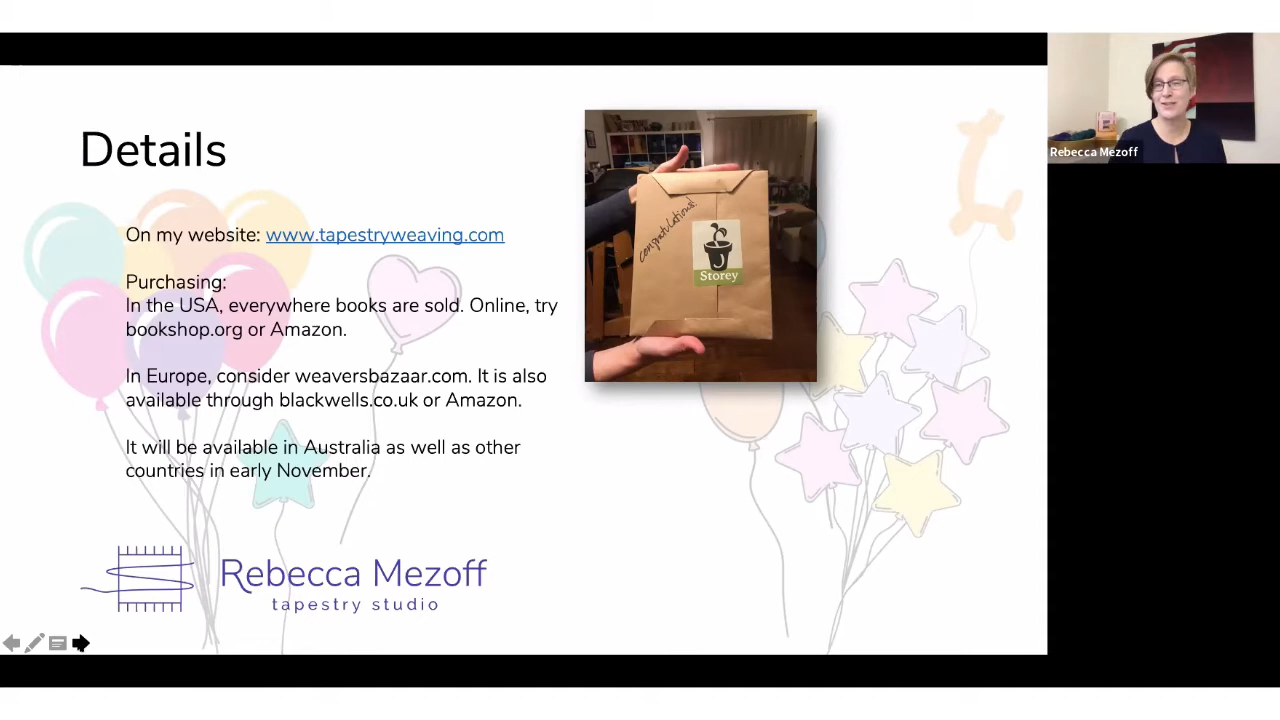 Details
On my website: www.tapestryweaving.com
Purchasing:
In the USA, everywhere books are sold. Online, try
bookshop.org or Amazon.
In Europe, consider weaversbazaar.com. It is also
available through blackwells.co.uk or Amazon.
It will be available in Australia as well as other
countries in early November.
Rebecca Mezoff
tapestry studio
congratulations!
Storey
Rebecca Mezoff